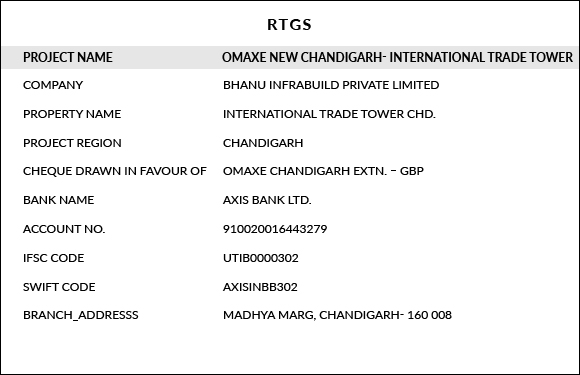 RTGS
PROJECT NAME OMAXE NEW CHANDIGARH- INTERNATIONAL TRADE TOWER
COMPANY BHANU INFRABUILD PRIVATE LIMITED
PROPERTY NAME INTERNATIONAL TRADE TOWER CHD.
PROJECT REGION CHANDIGARH
CHEQUE DRAWN IN FAVOUR OF OMAXE CHANDIGARH EXTN. – GBP
BANK NAME AXIS BANK LTD.
ACCOUNT NO. 910020016443279
IFSC CODE UTIB0000302
SWIFT CODE AXISINBB302
BRANCH_ADDRESSS MADHYA MARG, CHANDIGARH- 160 008